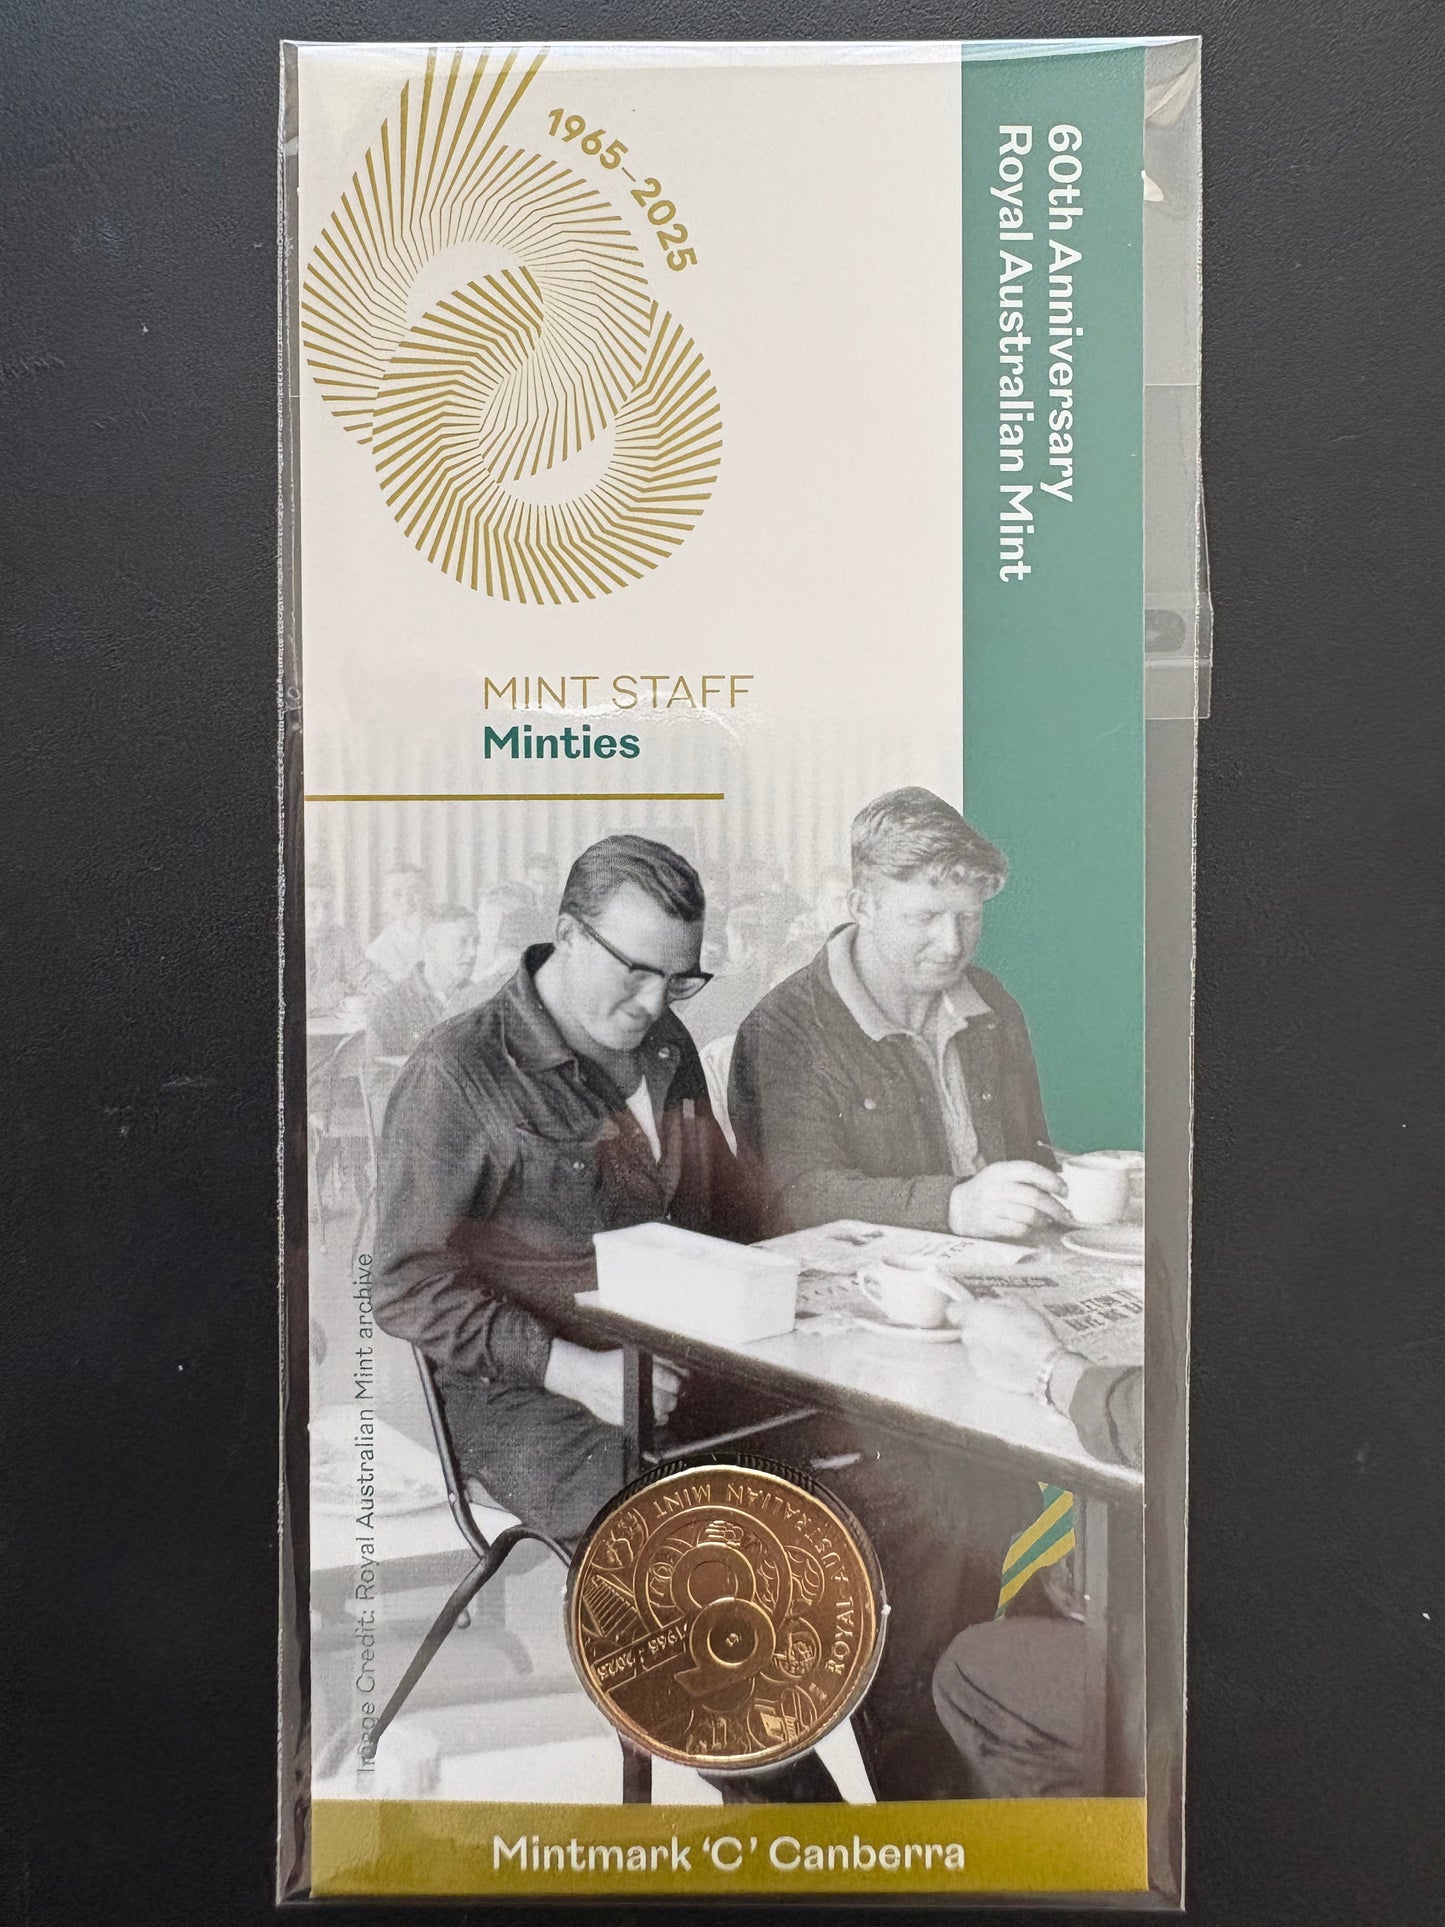 1965–2025
60th Anniversary
Royal Australian Mint
MINT STAFF
Minties
Image Credit: Royal Australian Mint archive
ROYAL AUSTRALIAN MINT
1965
2025
Mintmark ‘C’ Canberra